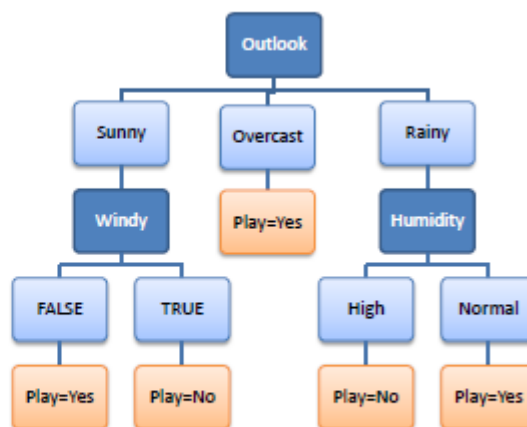 Outlook
Sunny
Overcast
Rainy
Windy
Play=Yes
Humidity
FALSE
TRUE
High
Normal
Play=Yes
Play=No
Play=No
Play=Yes